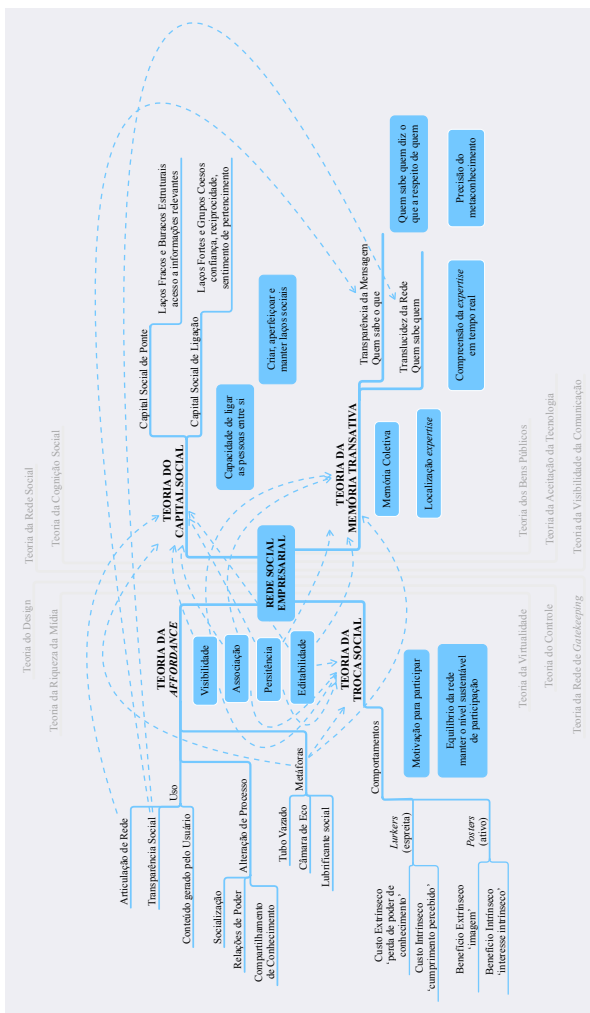 Teoria do Design
Teoria da Riqueza da Mídia
Teoria da Rede Social
Teoria da Cognição Social
REDE SOCIAL
EMPRESARIAL
TEORIA DA
AFFORDANCE
Visibilidade
Associação
Persitência
Editabilidade
Uso
Articulação de Rede
Transparência Social
Conteúdo gerado pelo Usuário
Alteração de Processo
Socialização
Relações de Poder
Compartilhamento
de Conhecimento
Metáforas
Tubo Vazado
Câmara de Eco
Lubrificante social
TEORIA DO
CAPITAL SOCIAL
Capital Social de Ponte
Laços Fracos e Buracos Estruturais
acesso a informações relevantes
Capital Social de Ligação
Laços Fortes e Grupos Coesos
confiança, reciprocidade,
sentimento de pertencimento
Capacidade de ligar
as pessoas entre si
Criar, aperfeiçoar e
manter laços sociais
TEORIA DA
TROCA SOCIAL
Comportamentos
Lurkers
(espreita)
Custo Extrínseco
‘perda de poder de
conhecimento’
Custo Intrínseco
‘cumprimento percebido’
Posters
(ativo)
Benefício Extrínseco
‘imagem’
Benefício Intrínseco
‘interesse intrínseco’
Motivação para participar
Equilíbrio da rede
manter o nível sustentável
de participação
TEORIA DA
MEMÓRIA TRANSATIVA
Transparência da Mensagem
Quem sabe o que
Translucidez da Rede
Quem sabe quem
Memória Coletiva
Localização expertise
Quem sabe quem diz o
que a respeito de quem
Precisão do
metaconhecimento
Compreensão da expertise
em tempo real
Teoria da Virtualidade
Teoria do Controle
Teoria da Rede de Gatekeeping
Teoria dos Bens Públicos
Teoria da Aceitação da Tecnologia
Teoria da Visibilidade da Comunicação